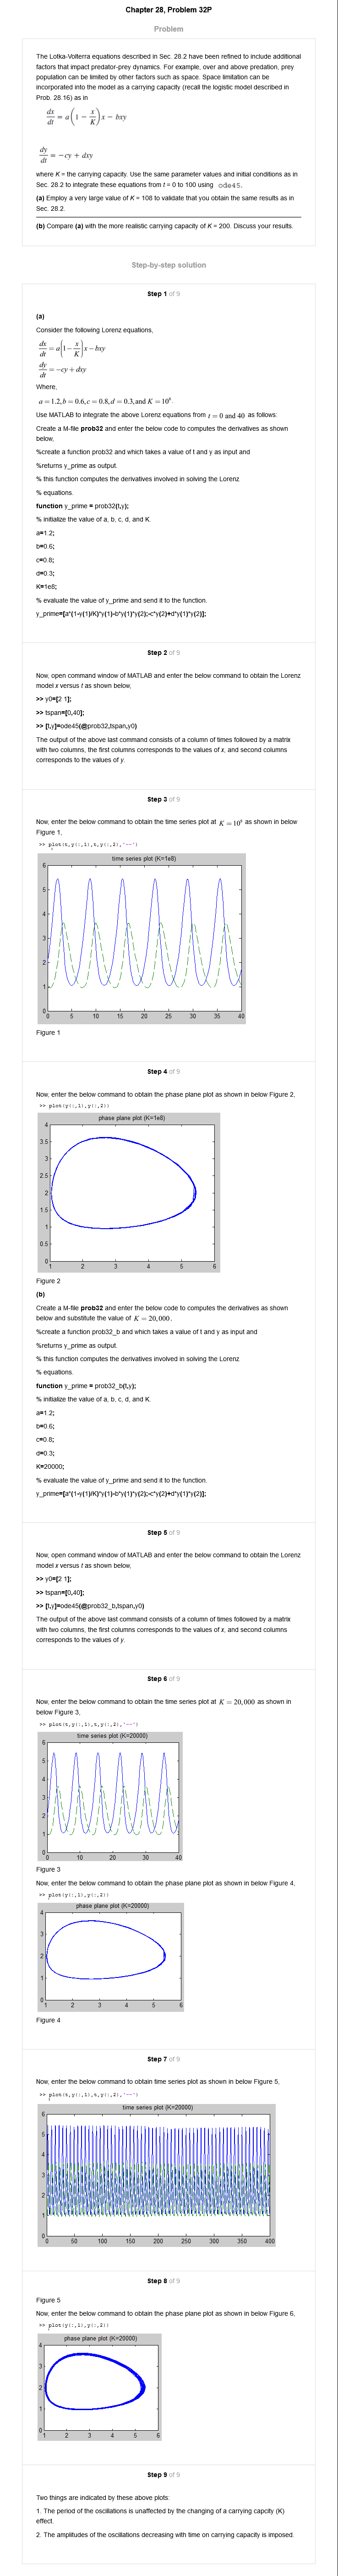 Chapter 28, Problem 32P
Problem
The Lotka-Volterra equations described in Sec. 28.2 have been refined to include additional
factors that impact predator-prey dynamics. For example, over and above predation, prey
population can be limited by other factors such as space. Space limitation can be
incorporated into the model as a carrying capacity (recall the logistic model described in
Prob. 28.16) as in
dx/dt = a(1 − x/K)x − bxy
dy/dt = −cy + dxy
where K = the carrying capacity. Use the same parameter values and initial conditions as in
Sec. 28.2 to integrate these equations from t = 0 to 100 using ode45.
(a) Employ a very large value of K = 108 to validate that you obtain the same results as in
Sec. 28.2.
(b) Compare (a) with the more realistic carrying capacity of K = 200. Discuss your results.
Step-by-step solution
Step 1 of 9
(a)
Consider the following Lorenz equations,
dx/dt = a(1 − x/K)x − bxy
dy/dt = −cy + dxy
Where,
a = 1.2, b = 0.6, c = 0.8, d = 0.3, and K = 10⁸.
Use MATLAB to integrate above Lorenz equations from t = 0 and 40 as follows:
Create a M-file prob32 and enter the below code to computes the derivatives as shown
below,
%create a function prob32 and which takes a value of t and y as input and
%returns y_prime as output.
% this function computes the derivatives involved in solving the Lorenz
% equations.
function y_prime = prob32(t,y);
% initialize the value of a, b, c, d, and K.
a=1.2;
b=0.6;
c=0.8;
d=0.3;
K=1e8;
% evaluate the value of y_prime and send it to the function.
y_prime=[a*(1-y(1)/K)*y(1)-b*y(1)*y(2);-c*y(2)+d*y(1)*y(2)];
Step 2 of 9
Now, open command window of MATLAB and enter the below command to obtain the Lorenz
model x versus t as shown below,
>> y0=[2 1];
>> tspan=[0,40];
>> [t,y]=ode45(@prob32,tspan,y0)
The output of the above last command consists of a column of times followed by a matrix
with two columns, the first columns corresponds to the values of x, and second columns
corresponds to the values of y.
Step 3 of 9
Now, enter the below command to obtain the time series plot at K = 10⁸ as shown in below
Figure 1,
>> plot(t,y(:,1),t,y(:,2),'--')
time series plot (K=1e8)
6
5
4
3
2
1
0
0 5 10 15 20 25 30 35 40
Figure 1
Step 4 of 9
Now, enter the below command to obtain the phase plane plot as shown in below Figure 2,
>> plot(y(:,1),y(:,2))
phase plane plot (K=1e8)
4
3.5
3
2.5
2
1.5
1
0.5
0
1 2 3 4 5 6
Figure 2
(b)
Create a M-file prob32 and enter the below code to computes the derivatives as shown
below and substitute the value of K = 20,000.
%create a function prob32_b and which takes a value of t and y as input and
%returns y_prime as output.
% this function computes the derivatives involved in solving the Lorenz
% equations.
function y_prime = prob32_b(t,y);
% initialize the value of a, b, c, d, and K.
a=1.2;
b=0.6;
c=0.8;
d=0.3;
K=20000;
% evaluate the value of y_prime and send it to the function.
y_prime=[a*(1-y(1)/K)*y(1)-b*y(1)*y(2);-c*y(2)+d*y(1)*y(2)];
Step 5 of 9
Now, open command window of MATLAB and enter the below command to obtain the Lorenz
model x versus t as shown below,
>> y0=[2 1];
>> tspan=[0,40];
>> [t,y]=ode45(@prob32_b,tspan,y0)
The output of the above last command consists of a column of times followed by a matrix
with two columns, the first columns corresponds to the values of x, and second columns
corresponds to the values of y.
Step 6 of 9
Now, enter the below command to obtain the time series plot at K = 20,000 as shown in
below Figure 3,
>> plot(t,y(:,1),t,y(:,2),'--')
time series plot (K=20000)
6
5
4
3
2
1
0
0 10 20 30 40
Figure 3
Now, enter the below command to obtain the phase plane plot as shown in below Figure 4,
>> plot(y(:,1),y(:,2))
phase plane plot (K=20000)
4
3
2
1
0
1 2 3 4 5 6
Figure 4
Step 7 of 9
Now, enter the below command to obtain time series plot as shown in below Figure 5,
>> plot(t,y(:,1),t,y(:,2),'--')
time series plot (K=20000)
6
5
4
3
2
1
0
0 50 100 150 200 250 300 350 400
Step 8 of 9
Figure 5
Now, enter the below command to obtain the phase plane plot as shown in below Figure 6,
>> plot(y(:,1),y(:,2))
phase plane plot (K=20000)
4
3
2
1
0
1 2 3 4 5 6
Step 9 of 9
Two things are indicated by these above plots:
1. The period of the oscillations is unaffected by the changing of a carrying capcity (K)
effect.
2. The amplitudes of the oscillations decreasing with time on carrying capacity is imposed.